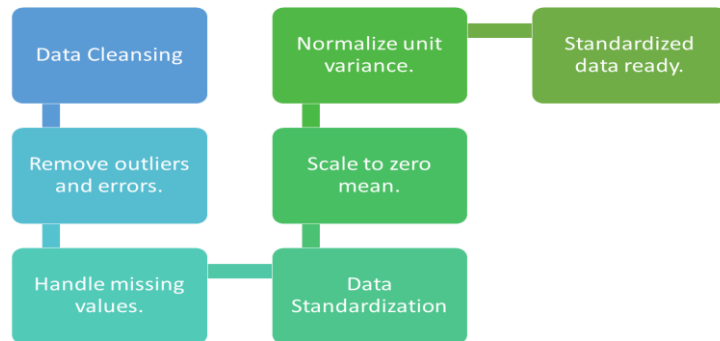 Data Cleansing
Remove outliers
and errors.
Handle missing
values.
Data
Standardization
Scale to zero
mean.
Normalize unit
variance.
Standardized
data ready.